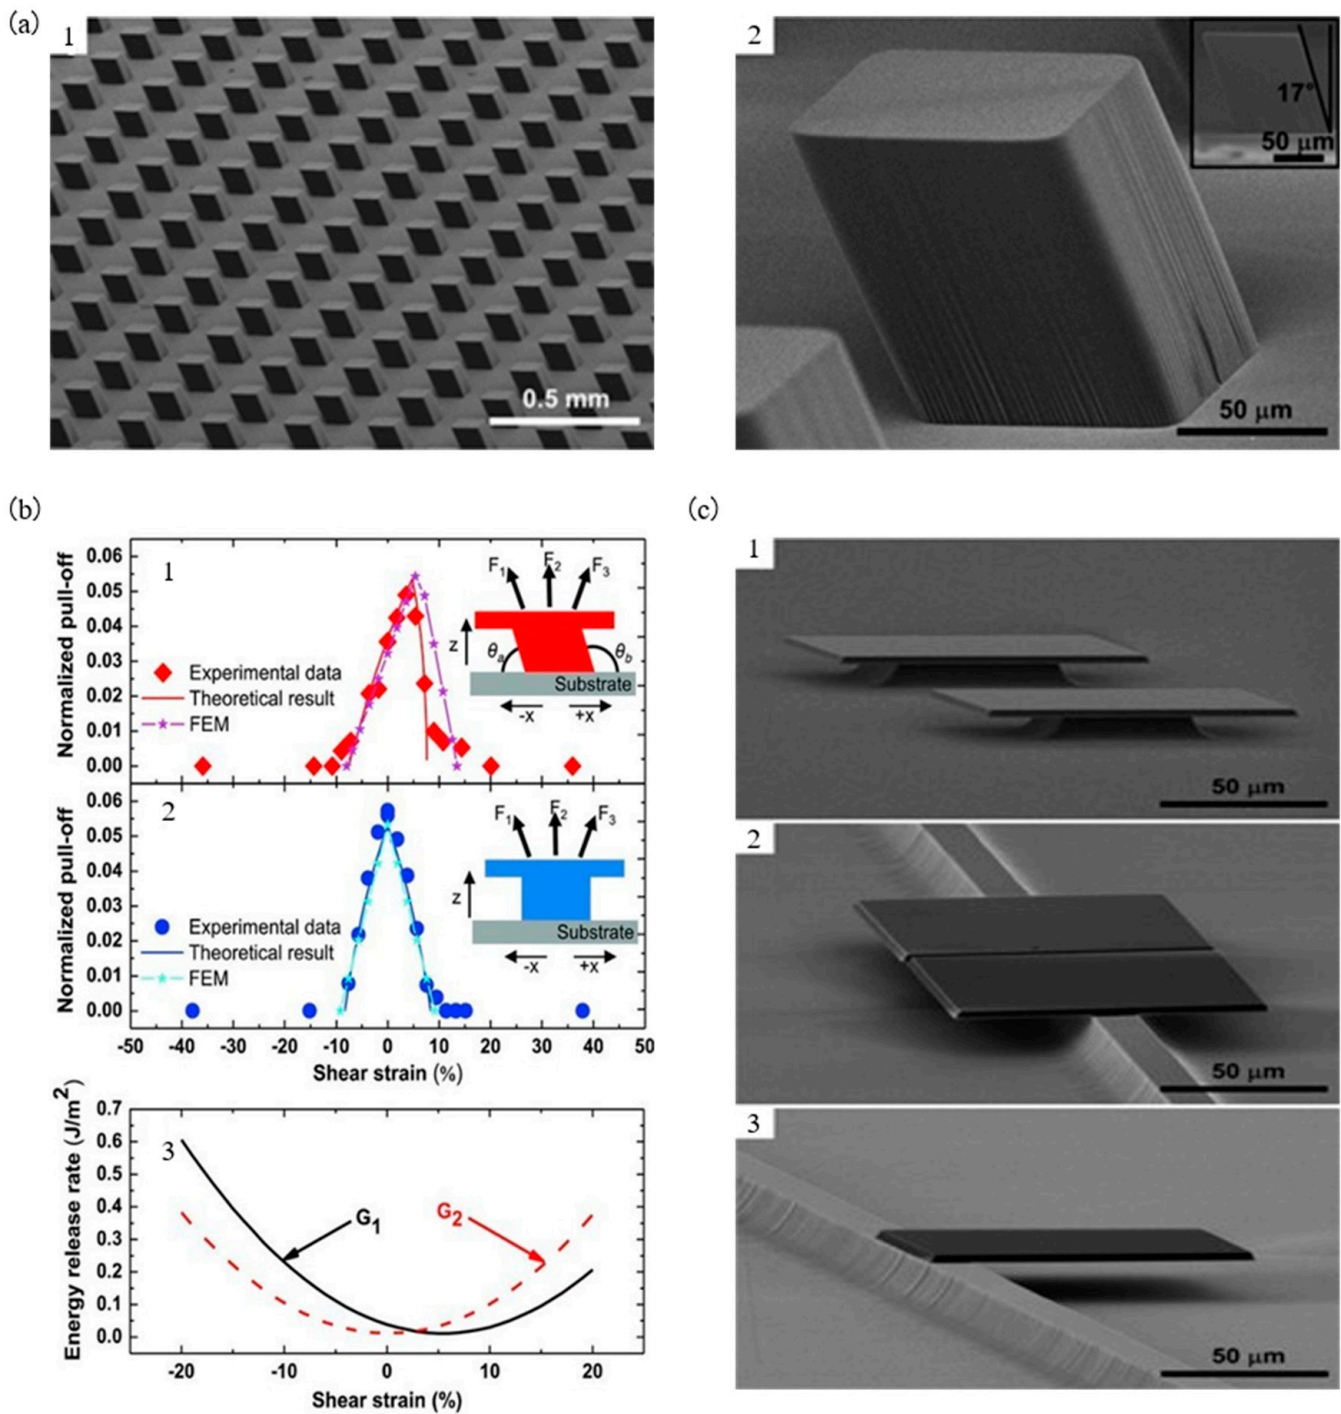 (a)
1
0.5 mm
2
17°
50 μm
50 μm
(b)
Normalized pull-off
0.06
0.05
0.04
0.03
0.02
0.01
0.00
1
Experimental data
Theoretical result
FEM
F1 F2 F3
z
θa θb
Substrate
-x +x
Normalized pull-off
0.06
0.05
0.04
0.03
0.02
0.01
0.00
2
Experimental data
Theoretical result
FEM
F1 F2 F3
z
Substrate
-x +x
-50 -40 -30 -20 -10 0 10 20 30 40 50
Shear strain (%)
Energy release rate (J/m2)
0.7
0.6
0.5
0.4
0.3
0.2
0.1
0.0
3
G1
G2
-20 -10 0 10 20
Shear strain (%)
(c)
1
50 μm
2
50 μm
3
50 μm